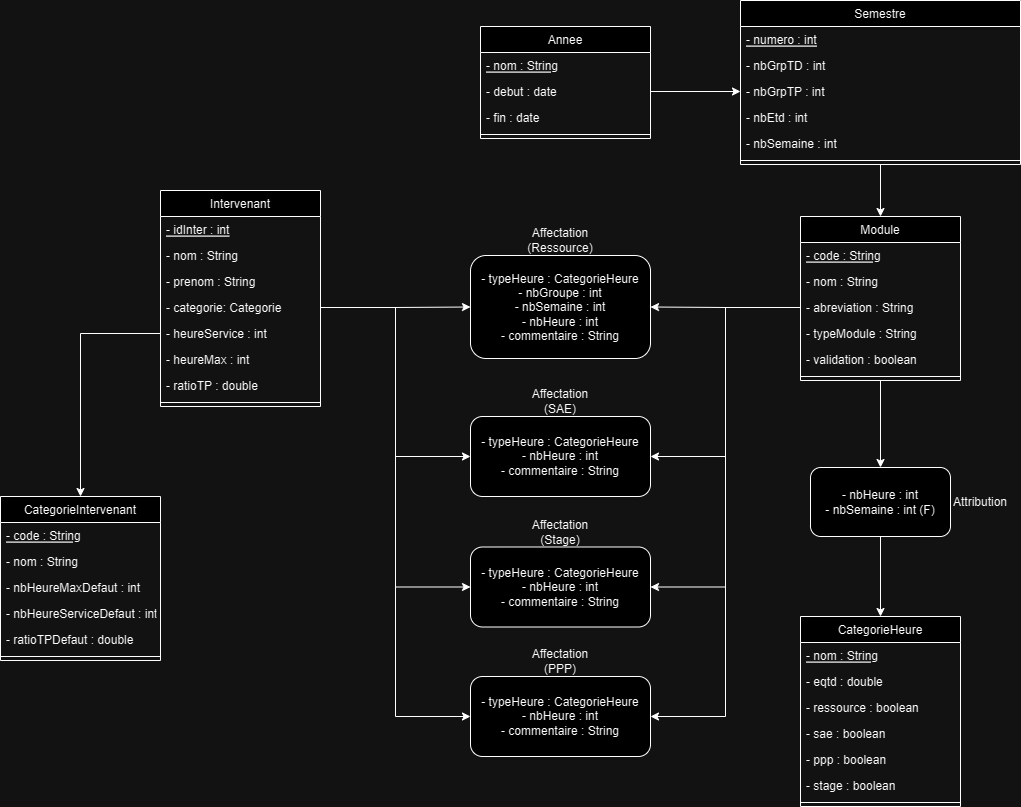 Semestre
- numero : int
- nbGrpTD : int
- nbGrpTP : int
- nbEtd : int
- nbSemaine : int
Annee
- nom : String
- debut : date
- fin : date
Intervenant
- idInter : int
- nom : String
- prenom : String
- categorie: Categorie
- heureService : int
- heureMax : int
- ratioTP : double
Affectation
(Ressource)
- typeHeure : CategorieHeure
- nbGroupe : int
- nbSemaine : int
- nbHeure : int
- commentaire : String
Module
- code : String
- nom : String
- abreviation : String
- typeModule : String
- validation : boolean
Affectation
(SAE)
- typeHeure : CategorieHeure
- nbHeure : int
- commentaire : String
CategorieIntervenant
- code : String
- nom : String
- nbHeureMaxDefaut : int
- nbHeureServiceDefaut : int
- ratioTPDefaut : double
Affectation
(Stage)
- typeHeure : CategorieHeure
- nbHeure : int
- commentaire : String
- nbHeure : int
- nbSemaine : int (F)
Attribution
Affectation
(PPP)
- typeHeure : CategorieHeure
- nbHeure : int
- commentaire : String
CategorieHeure
- nom : String
- eqtd : double
- ressource : boolean
- sae : boolean
- ppp : boolean
- stage : boolean